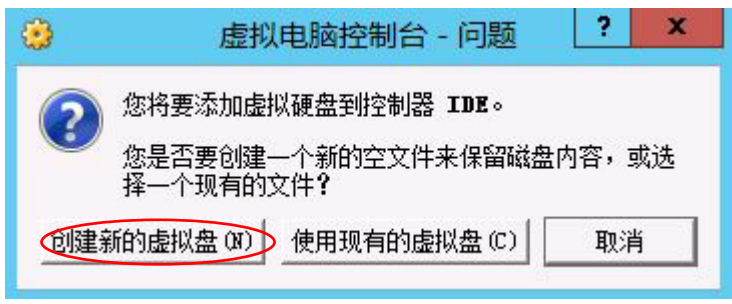 虚拟电脑控制台 - 问题
?
x
您将要添加虚拟硬盘到控制器 IDE。
您是否要创建一个新的空文件来保留磁盘内容，或选
择一个现有的文件?
创建新的虚拟盘(N)
使用现有的虚拟盘(C)
取消